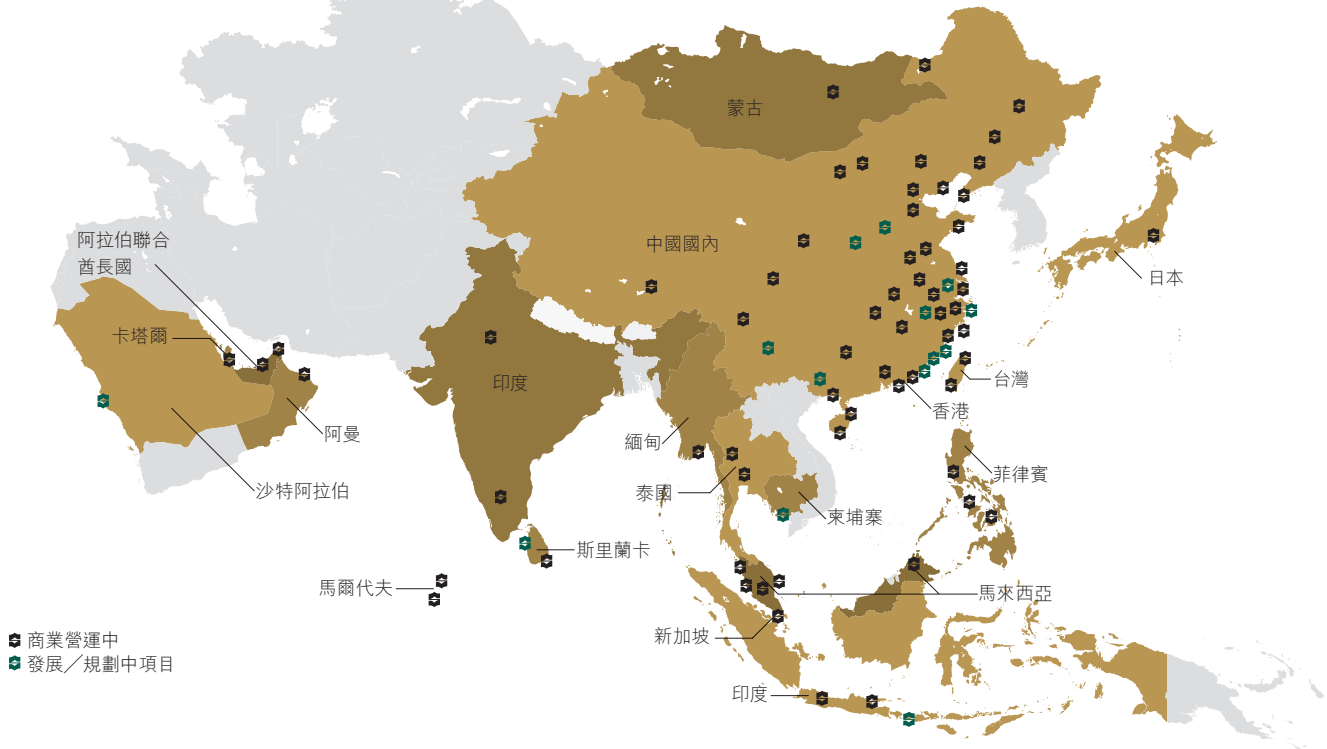 蒙古
中國國內
阿拉伯聯合
酋長國
日本
卡塔爾
台灣
印度
香港
阿曼
緬甸
菲律賓
沙特阿拉伯
泰國
柬埔寨
斯里蘭卡
馬爾代夫
馬來西亞
新加坡
商業營運中
發展／規劃中項目
印度